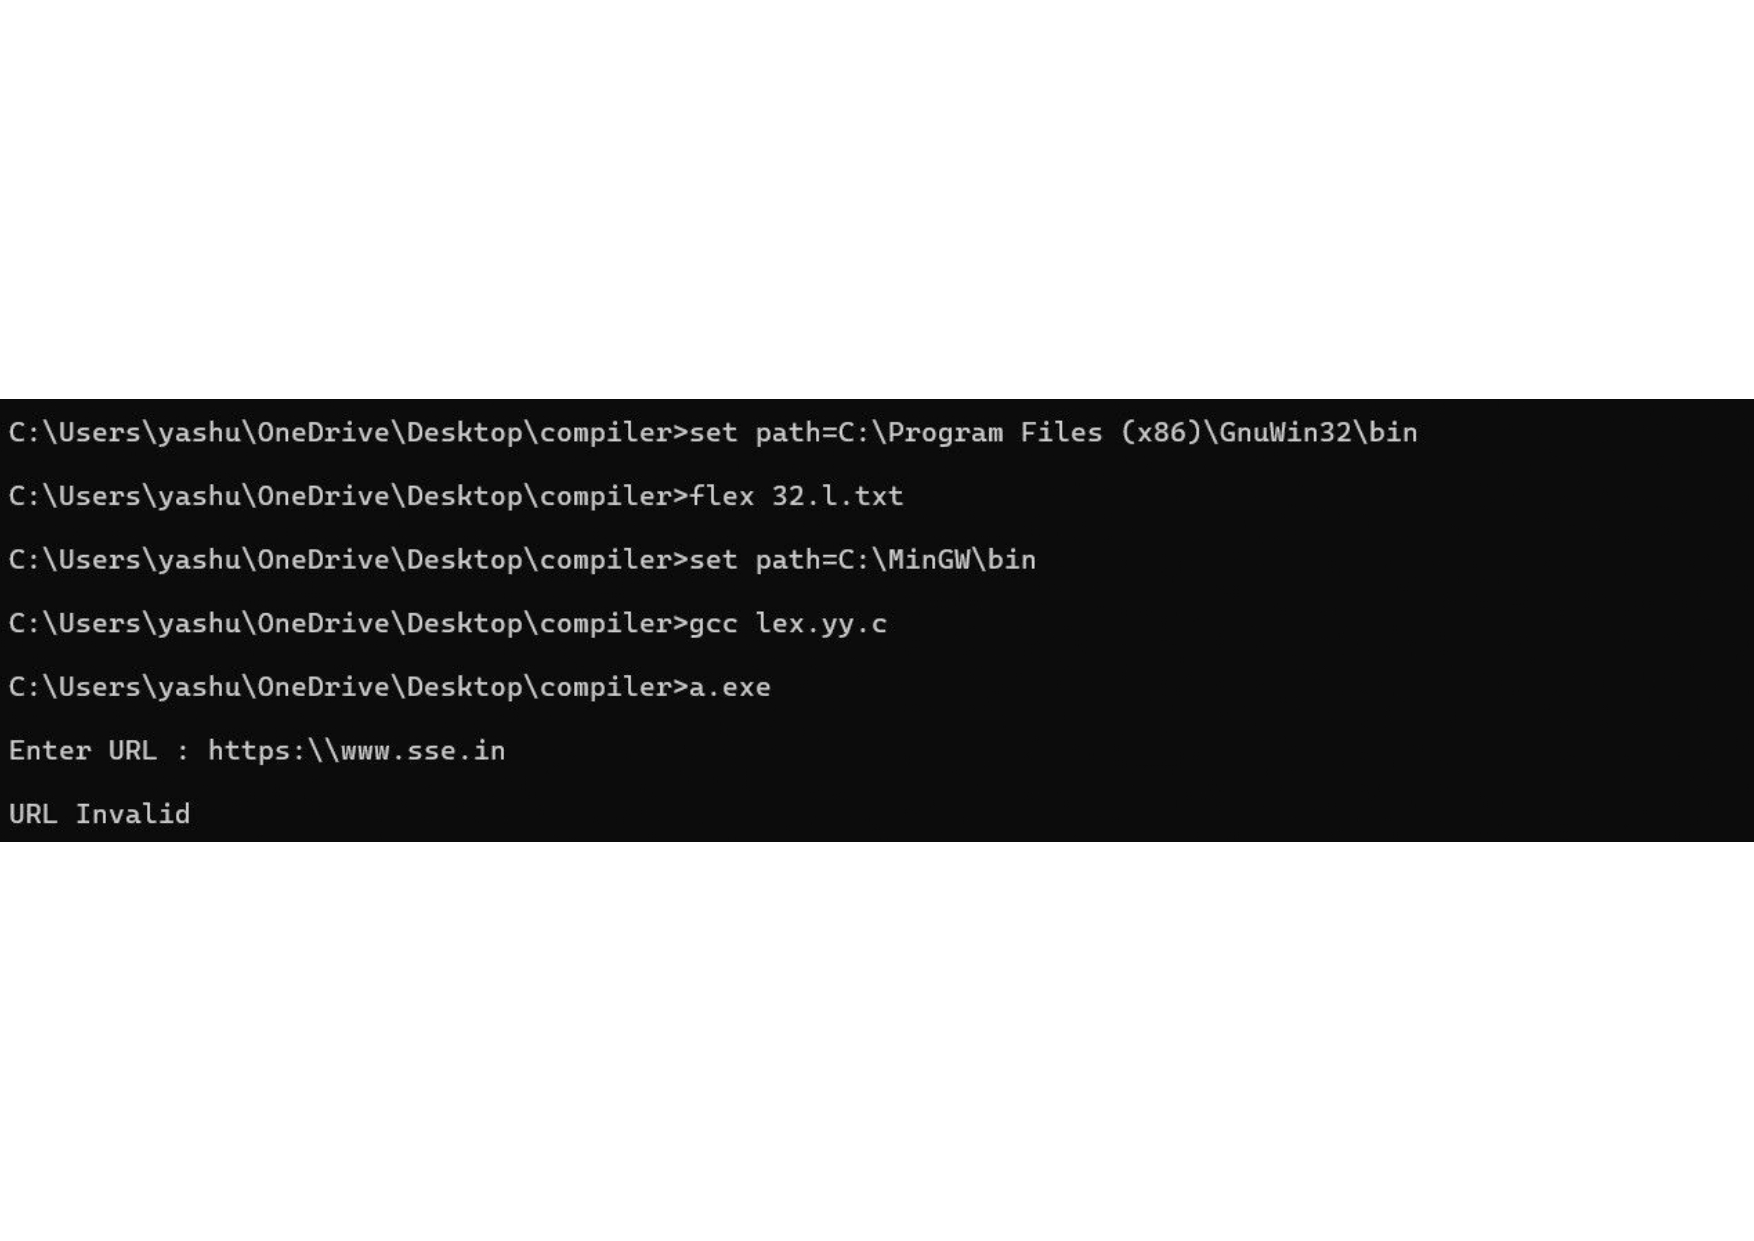 C:\Users\yashu\OneDrive\Desktop\compiler>set path=C:\Program Files (x86)\GnuWin32\bin
C:\Users\yashu\OneDrive\Desktop\compiler>flex 32.l.txt
C:\Users\yashu\OneDrive\Desktop\compiler>set path=C:\MinGW\bin
C:\Users\yashu\OneDrive\Desktop\compiler>gcc lex.yy.c
C:\Users\yashu\OneDrive\Desktop\compiler>a.exe
Enter URL : https:\\www.sse.in
URL Invalid